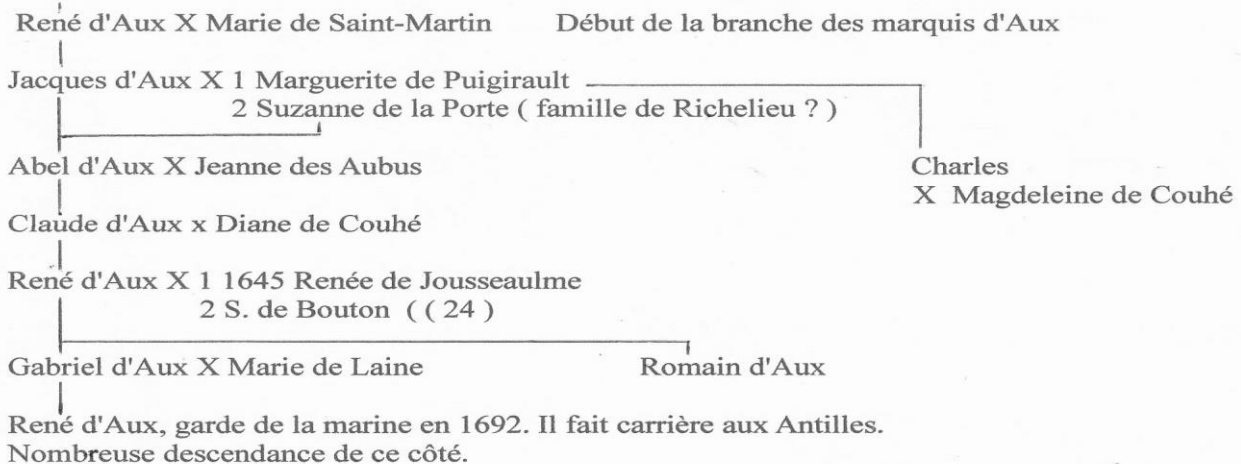 René d'Aux X Marie de Saint-Martin Début de la branche des marquis d'Aux
Jacques d'Aux X 1 Marguerite de Puigirault
2 Suzanne de la Porte ( famille de Richelieu ? )
Abel d'Aux X Jeanne des Aubus Charles
X Magdeleine de Couhé
Claude d'Aux x Diane de Couhé
René d'Aux X 1 1645 Renée de Jousseaulme
2 S. de Bouton ( ( 24 )
Gabriel d'Aux X Marie de Laine Romain d'Aux
René d'Aux, garde de la marine en 1692. Il fait carrière aux Antilles.
Nombreuse descendance de ce côté.